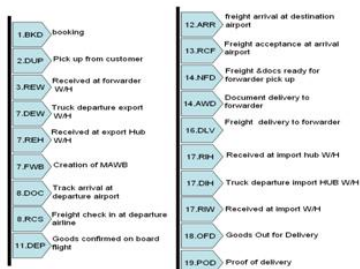 1.BKD booking
2.DUP Pick up from customer
3.REW Received at forwarder
W/H
7.DEW Truck departure export
W/H
7.REH Received at export Hub
W/H
7.FWB Creation of MAWB
8.DOC Track arrival at
departure airport
8.RCS Freight check in at departure
airline
11.DEP Goods confirmed on board
flight
12.ARR freight arrival at destination
airport
13.RCF Freight acceptance at arrival
airport
14.NFD Freight &docs ready for
forwarder pick up
14.AWD Document delivery to
forwarder
16.DLV Freight delivery to forwarder
17.RIH Received at import hub W/H
17.DIH Truck departure import HUB W/H
17.RIW Received at import W/H
18.OFD Goods Out for Delivery
19.POD Proof of delivery